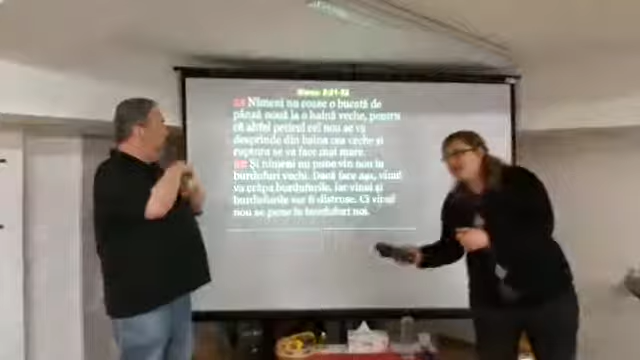 Marcu 2:21-22
21 Nimeni nu coase o bucată de
pânză nouă la o haină veche, pentru
că altfel peticul cel nou se va
desprinde din haina cea veche și
ruptura se va face mai mare.
22 Și nimeni nu pune vin nou în
burdufuri vechi. Dacă face așa, vinul
va crăpa burdufurile, iar vinul și
burdufurile vor fi distruse. Ci vinul
nou se pune în burdufuri noi.